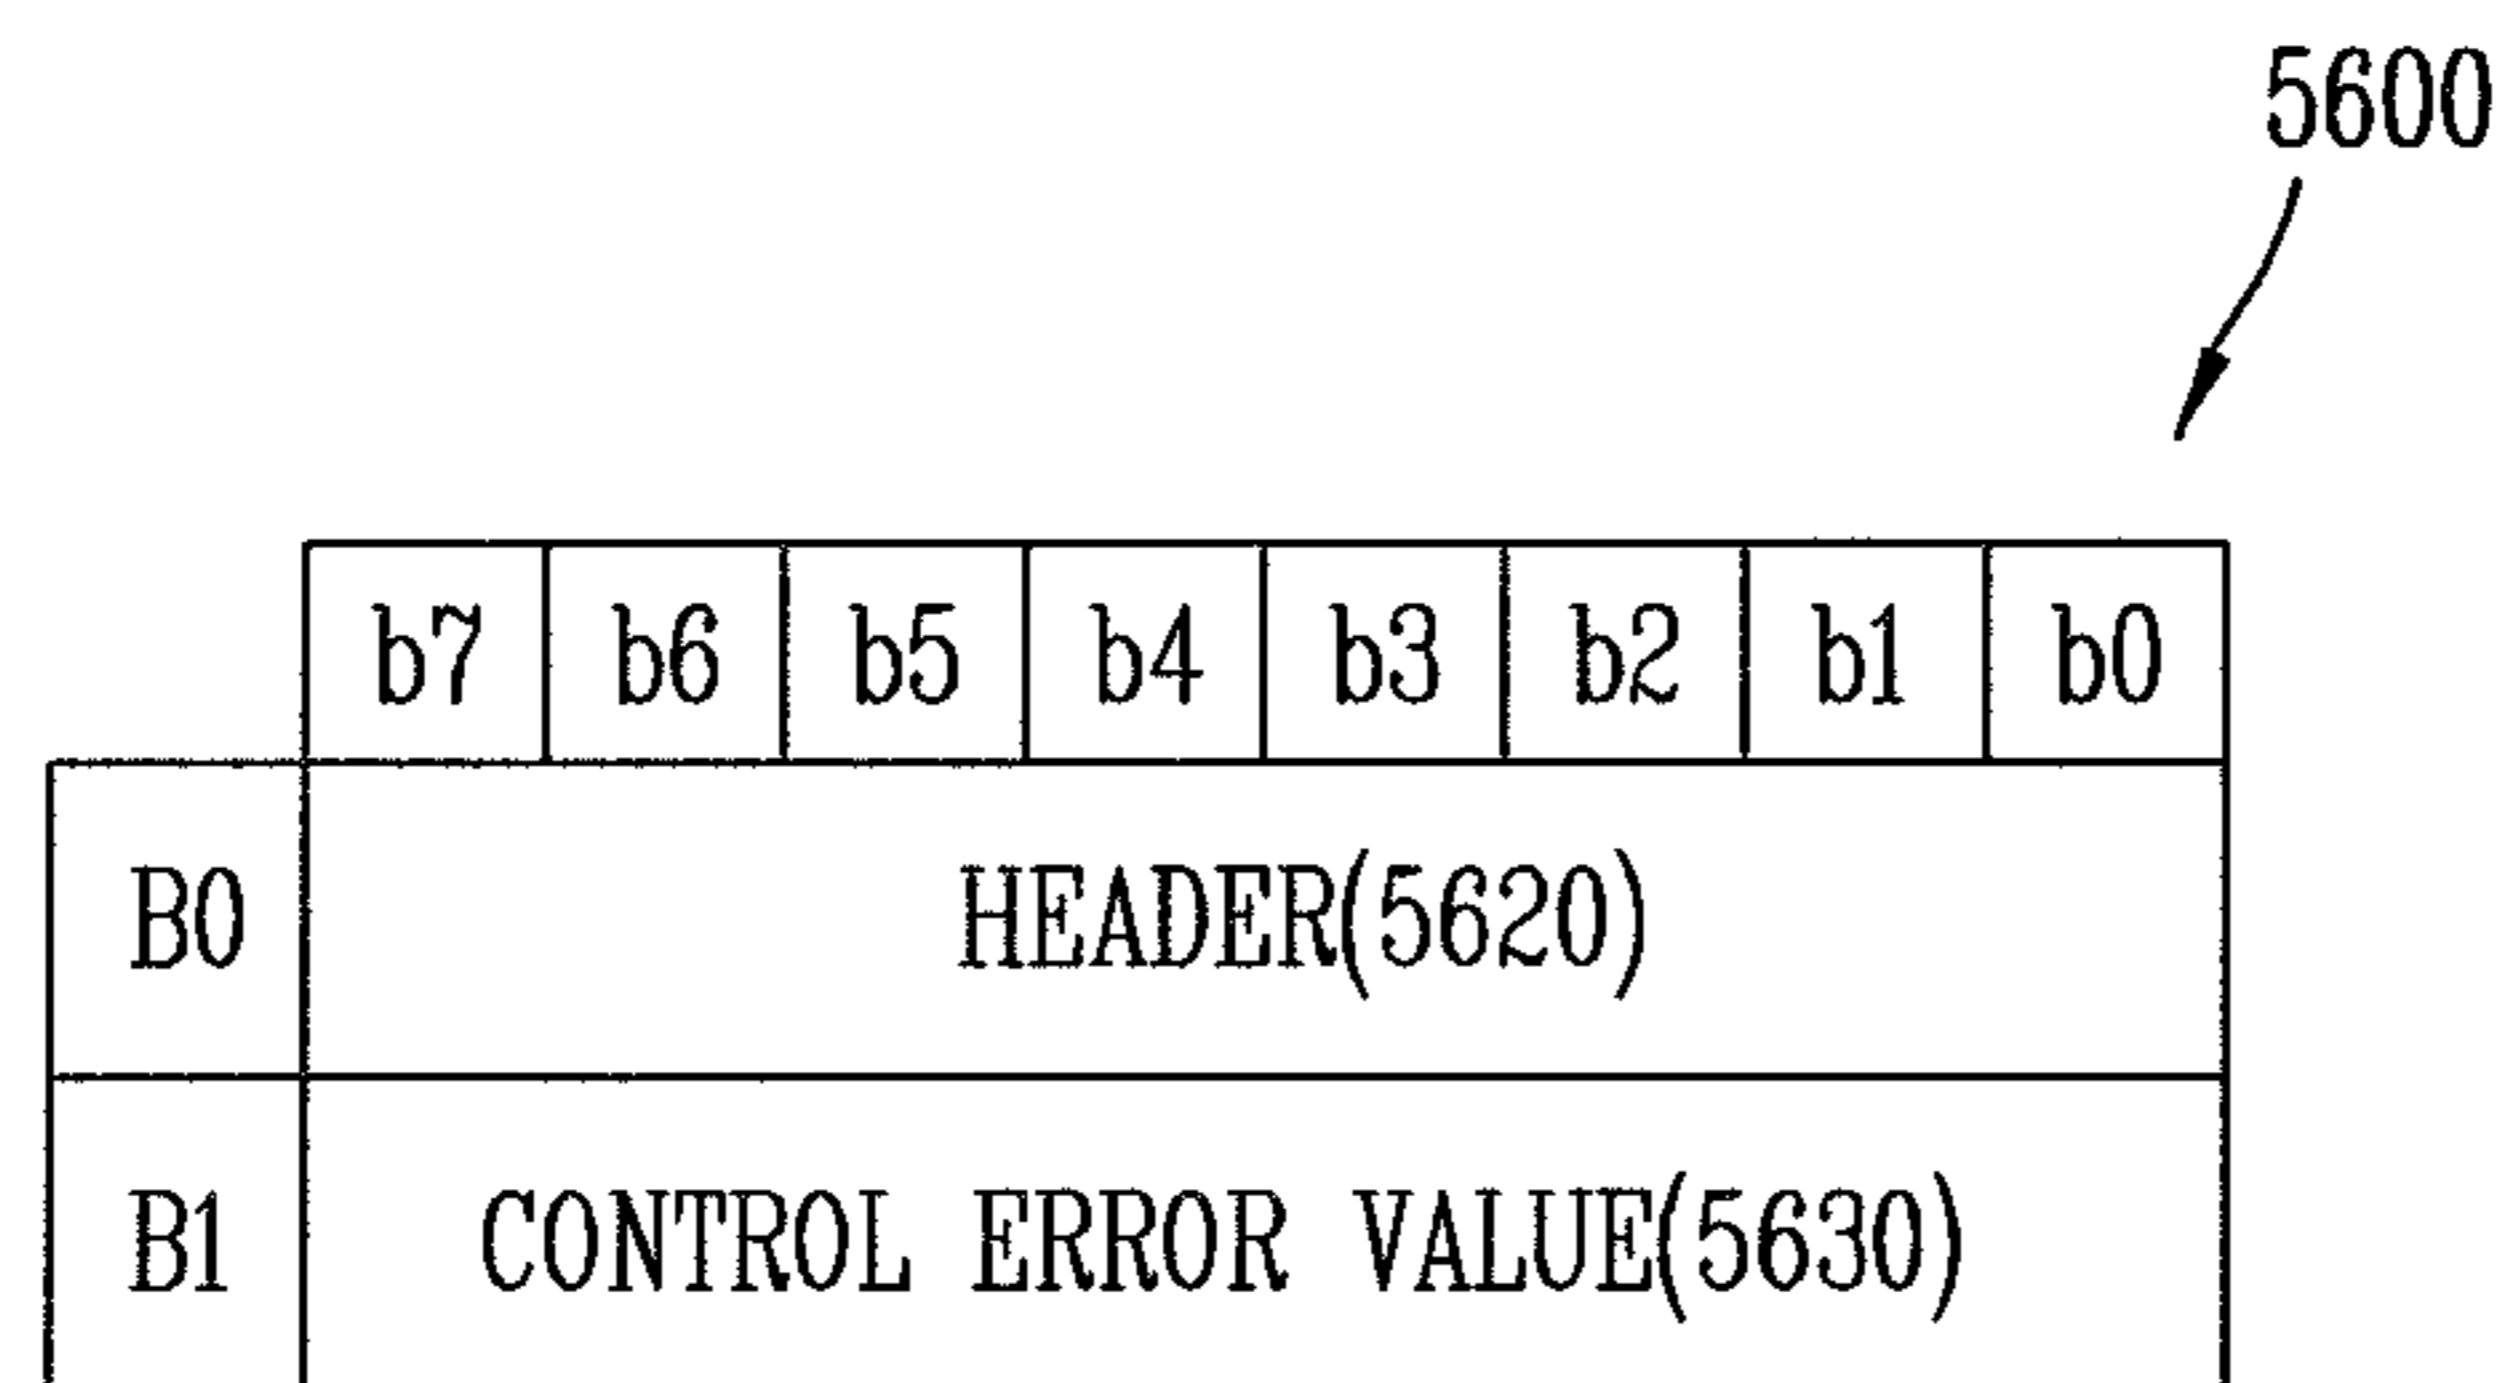 5600
b7 b6 b5 b4 b3 b2 b1 b0
B0 HEADER(5620)
B1 CONTROL ERROR VALUE(5630)